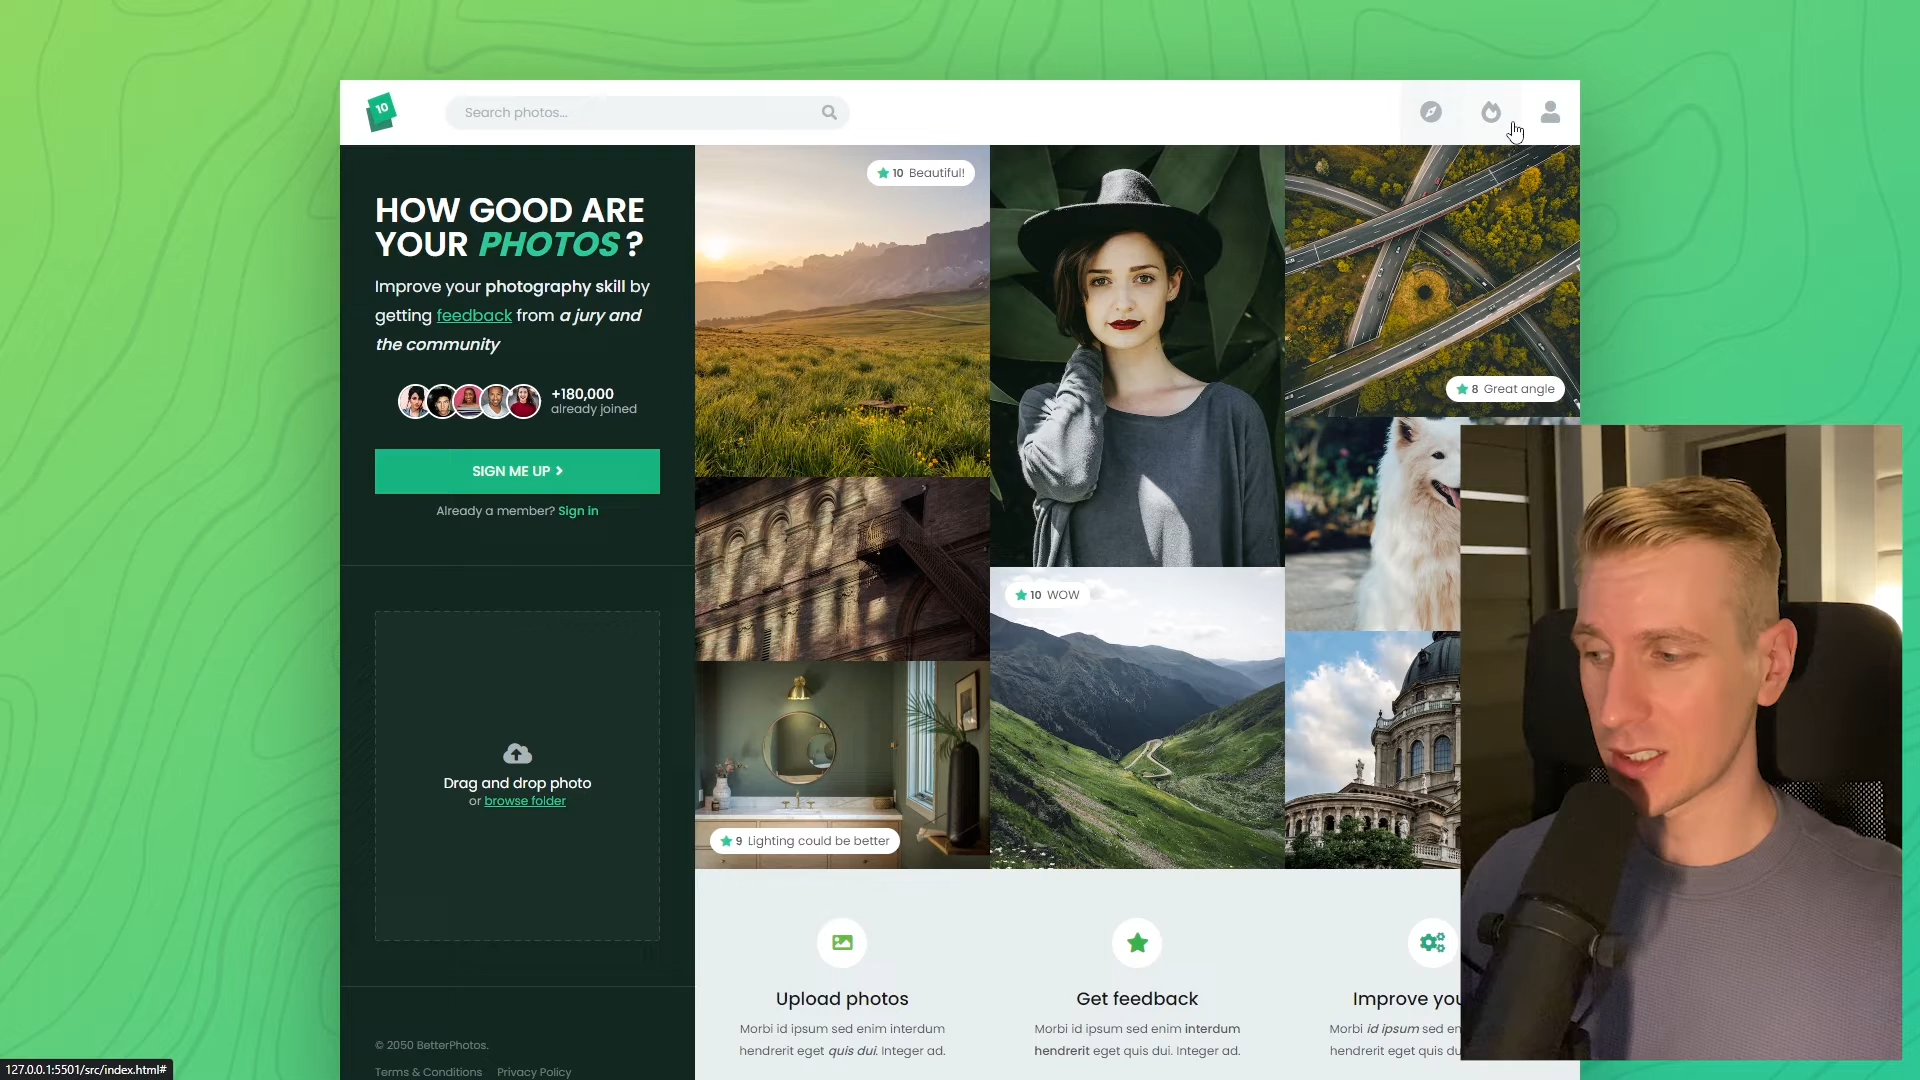 10
Search photos...
HOW GOOD ARE
YOUR PHOTOS ?
Improve your photography skill by
getting feedback from a jury and
the community
+180,000
already joined
SIGN ME UP
Already a member? Sign in
Drag and drop photo
or browse folder
© 2050 BetterPhotos.
Terms & Conditions Privacy Policy
10 Beautiful!
8 Great angle
10 WOW
9 Lighting could be better
Upload photos
Morbi id ipsum sed enim interdum
hendrerit eget quis dui. Integer ad.
Get feedback
Morbi id ipsum sed enim interdum
hendrerit eget quis dui. Integer ad.
Improve you
Morbi id ipsum sed en
hendrerit eget quis du
127.0.0.1:5501/src/index.html#